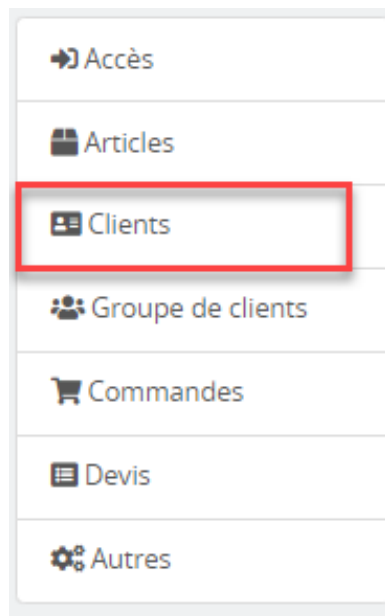 Accès
Articles
Clients
Groupe de clients
Commandes
Devis
Autres